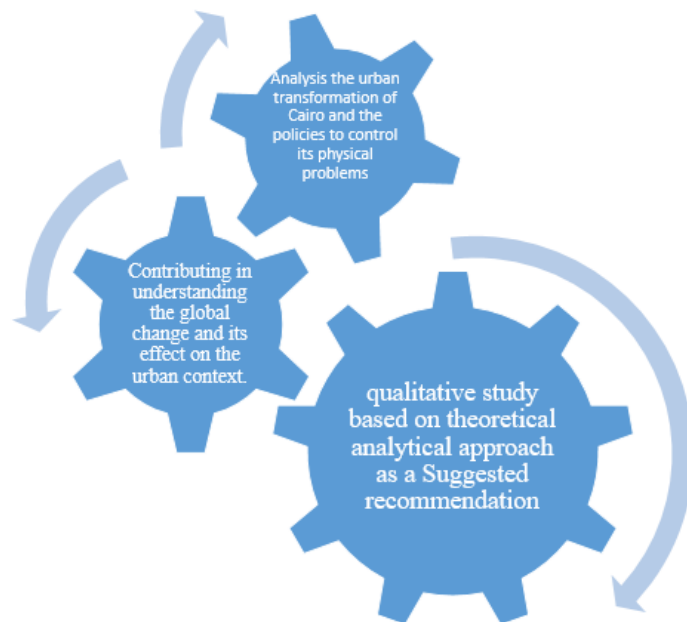 Analysis the urban
transformation of
Cairo and the
policies to control
its physical
problems
Contributing in
understanding
the global
change and its
effect on the
urban context.
qualitative study
based on theoretical
analytical approach
as a Suggested
recommendation